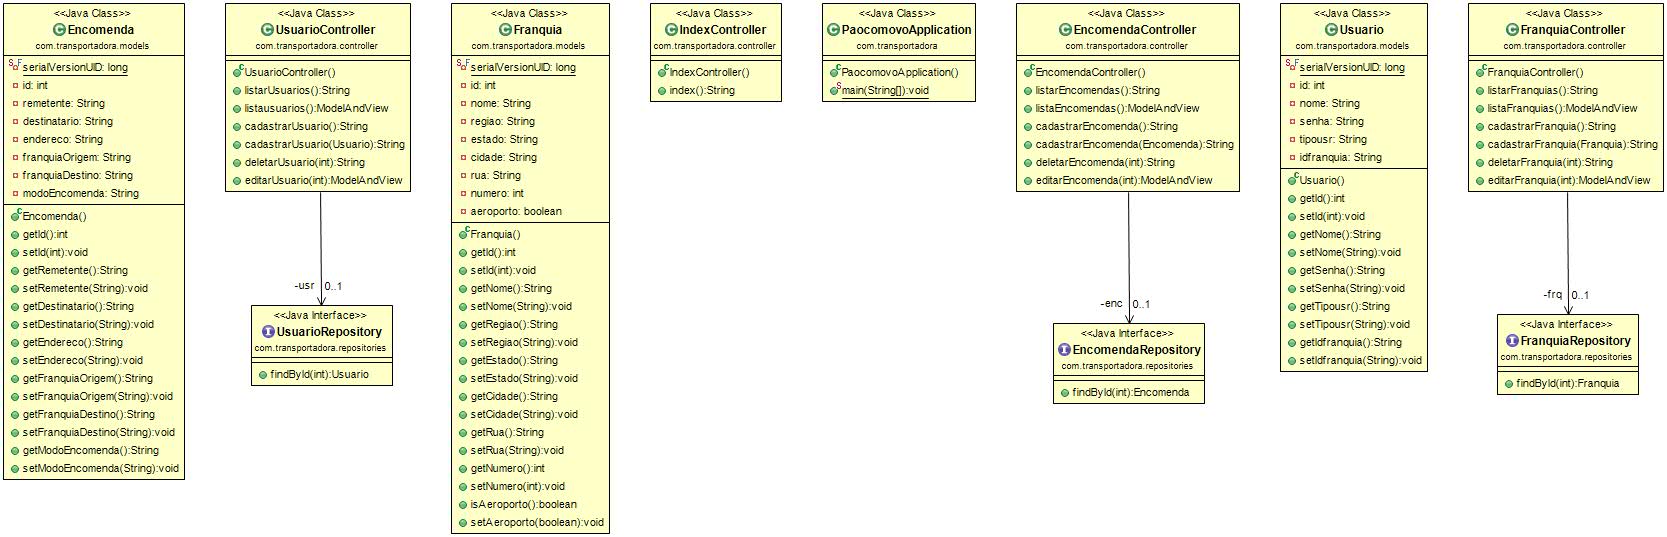 <<Java Class>>
Encomenda
com.transportadora.models
serialVersionUID: long
id: int
remetente: String
destinatario: String
endereco: String
franquiaOrigem: String
franquiaDestino: String
modoEncomenda: String
Encomenda()
getId():int
setId(int):void
getRemetente():String
setRemetente(String):void
getDestinatario():String
setDestinatario(String):void
getEndereco():String
setEndereco(String):void
getFranquiaOrigem():String
setFranquiaOrigem(String):void
getFranquiaDestino():String
setFranquiaDestino(String):void
getModoEncomenda():String
setModoEncomenda(String):void
<<Java Class>>
UsuarioController
com.transportadora.controller
UsuarioController()
listarUsuarios():String
listausuarios():ModelAndView
cadastrarUsuario():String
cadastrarUsuario(Usuario):String
deletarUsuario(int):String
editarUsuario(int):ModelAndView
-usr 0..1
<<Java Interface>>
UsuarioRepository
com.transportadora.repositories
findById(int):Usuario
<<Java Class>>
Franquia
com.transportadora.models
serialVersionUID: long
id: int
nome: String
regiao: String
estado: String
cidade: String
rua: String
numero: int
aeroporto: boolean
Franquia()
getId():int
setId(int):void
getNome():String
setNome(String):void
getRegiao():String
setRegiao(String):void
getEstado():String
setEstado(String):void
getCidade():String
setCidade(String):void
getRua():String
setRua(String):void
getNumero():int
setNumero(int):void
isAeroporto():boolean
setAeroporto(boolean):void
<<Java Class>>
IndexController
com.transportadora.controller
IndexController()
index():String
<<Java Class>>
PaocomovoApplication
com.transportadora
PaocomovoApplication()
main(String[]):void
<<Java Class>>
EncomendaController
com.transportadora.controller
EncomendaController()
listarEncomendas():String
listaEncomendas():ModelAndView
cadastrarEncomenda():String
cadastrarEncomenda(Encomenda):String
deletarEncomenda(int):String
editarEncomenda(int):ModelAndView
-enc 0..1
<<Java Interface>>
EncomendaRepository
com.transportadora.repositories
findById(int):Encomenda
<<Java Class>>
Usuario
com.transportadora.models
serialVersionUID: long
id: int
nome: String
senha: String
tipousr: String
idfranquia: String
Usuario()
getId():int
setId(int):void
getNome():String
setNome(String):void
getSenha():String
setSenha(String):void
getTipousr():String
setTipousr(String):void
getIdfranquia():String
setIdfranquia(String):void
<<Java Class>>
FranquiaController
com.transportadora.controller
FranquiaController()
listarFranquias():String
listaFranquias():ModelAndView
cadastrarFranquia():String
cadastrarFranquia(Franquia):String
deletarFranquia(int):String
editarFranquia(int):ModelAndView
-frq 0..1
<<Java Interface>>
FranquiaRepository
com.transportadora.repositories
findById(int):Franquia